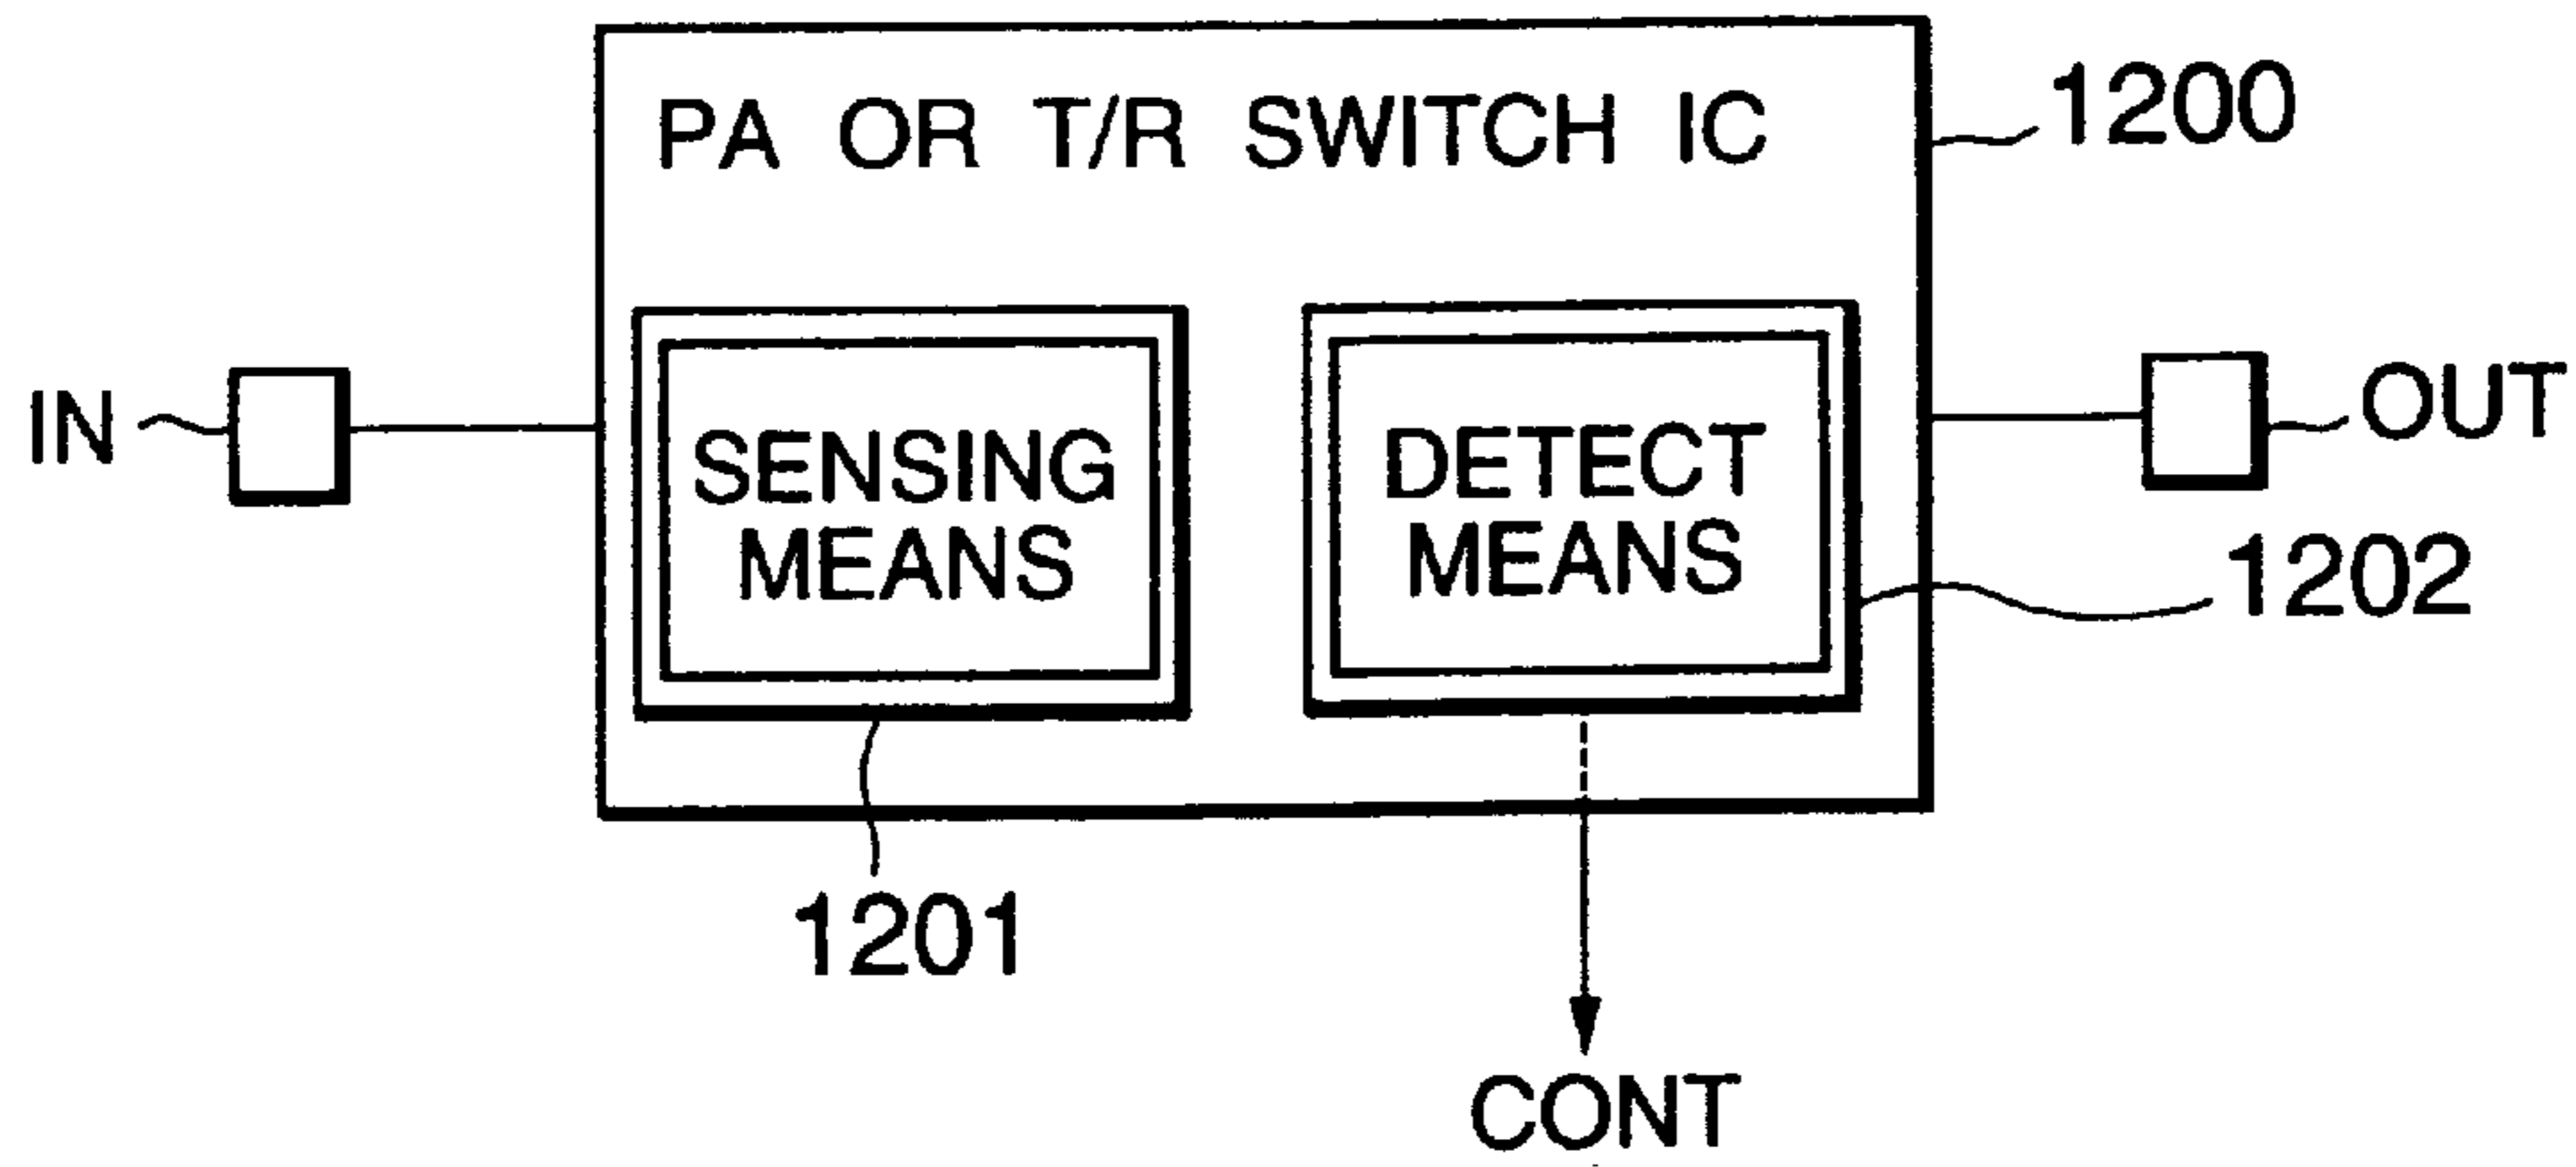 PA OR T/R SWITCH IC
1200
IN
SENSING
MEANS
DETECT
MEANS
OUT
1202
1201
CONT